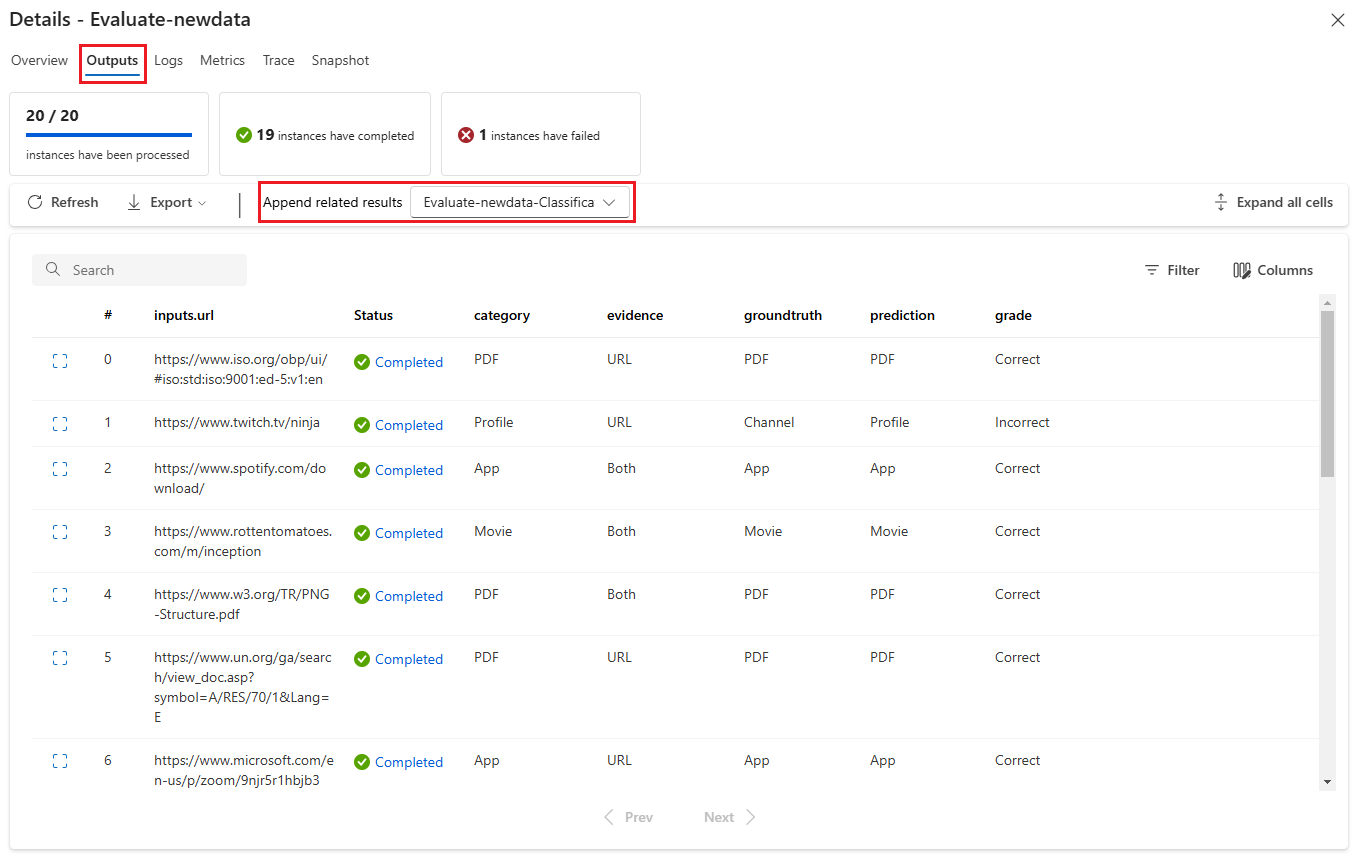 Details - Evaluate-newdata
Overview Outputs Logs Metrics Trace Snapshot
20 / 20
instances have been processed
19 instances have completed
1 instances have failed
Refresh Export Append related results Evaluate-newdata-Classifica Expand all cells
Search Filter Columns
# inputs.url Status category evidence groundtruth prediction grade
0 https://www.iso.org/obp/ui/ Completed PDF URL PDF PDF Correct
#iso:std:iso:9001:ed-5:v1:en
1 https://www.twitch.tv/ninja Completed Profile URL Channel Profile Incorrect
2 https://www.spotify.com/do Completed App Both App App Correct
wnload/
3 https://www.rottentomatoes. Completed Movie Both Movie Movie Correct
com/m/inception
4 https://www.w3.org/TR/PNG Completed PDF Both PDF PDF Correct
-Structure.pdf
5 https://www.un.org/ga/searc Completed PDF URL PDF PDF Correct
h/view_doc.asp?
symbol=A/RES/70/1&Lang=
E
6 https://www.microsoft.com/e Completed App URL App App Correct
n-us/p/zoom/9njr5r1hbjb3
Prev Next